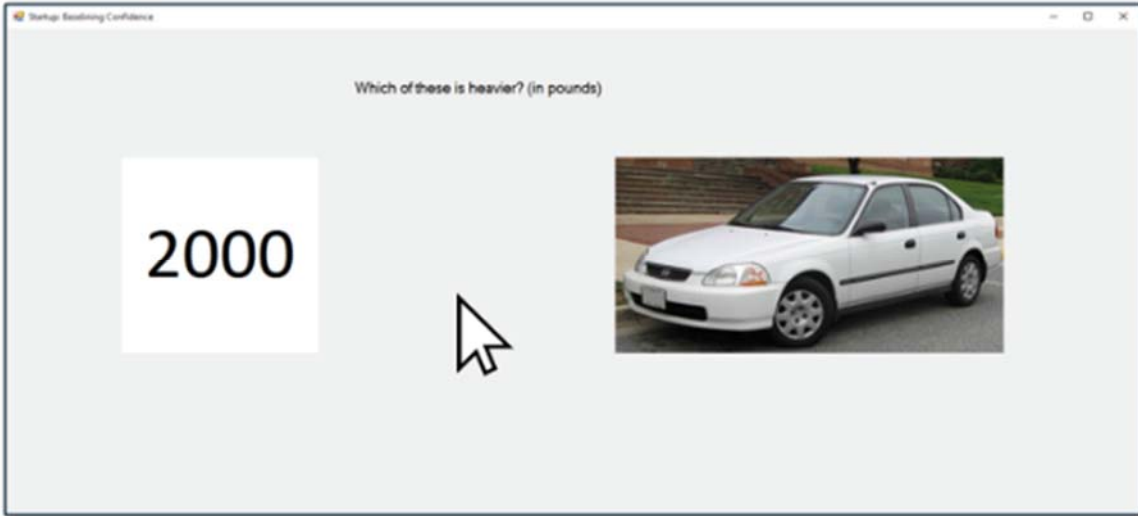 Startup: Baselining Confidence
Which of these is heavier? (in pounds)
2000